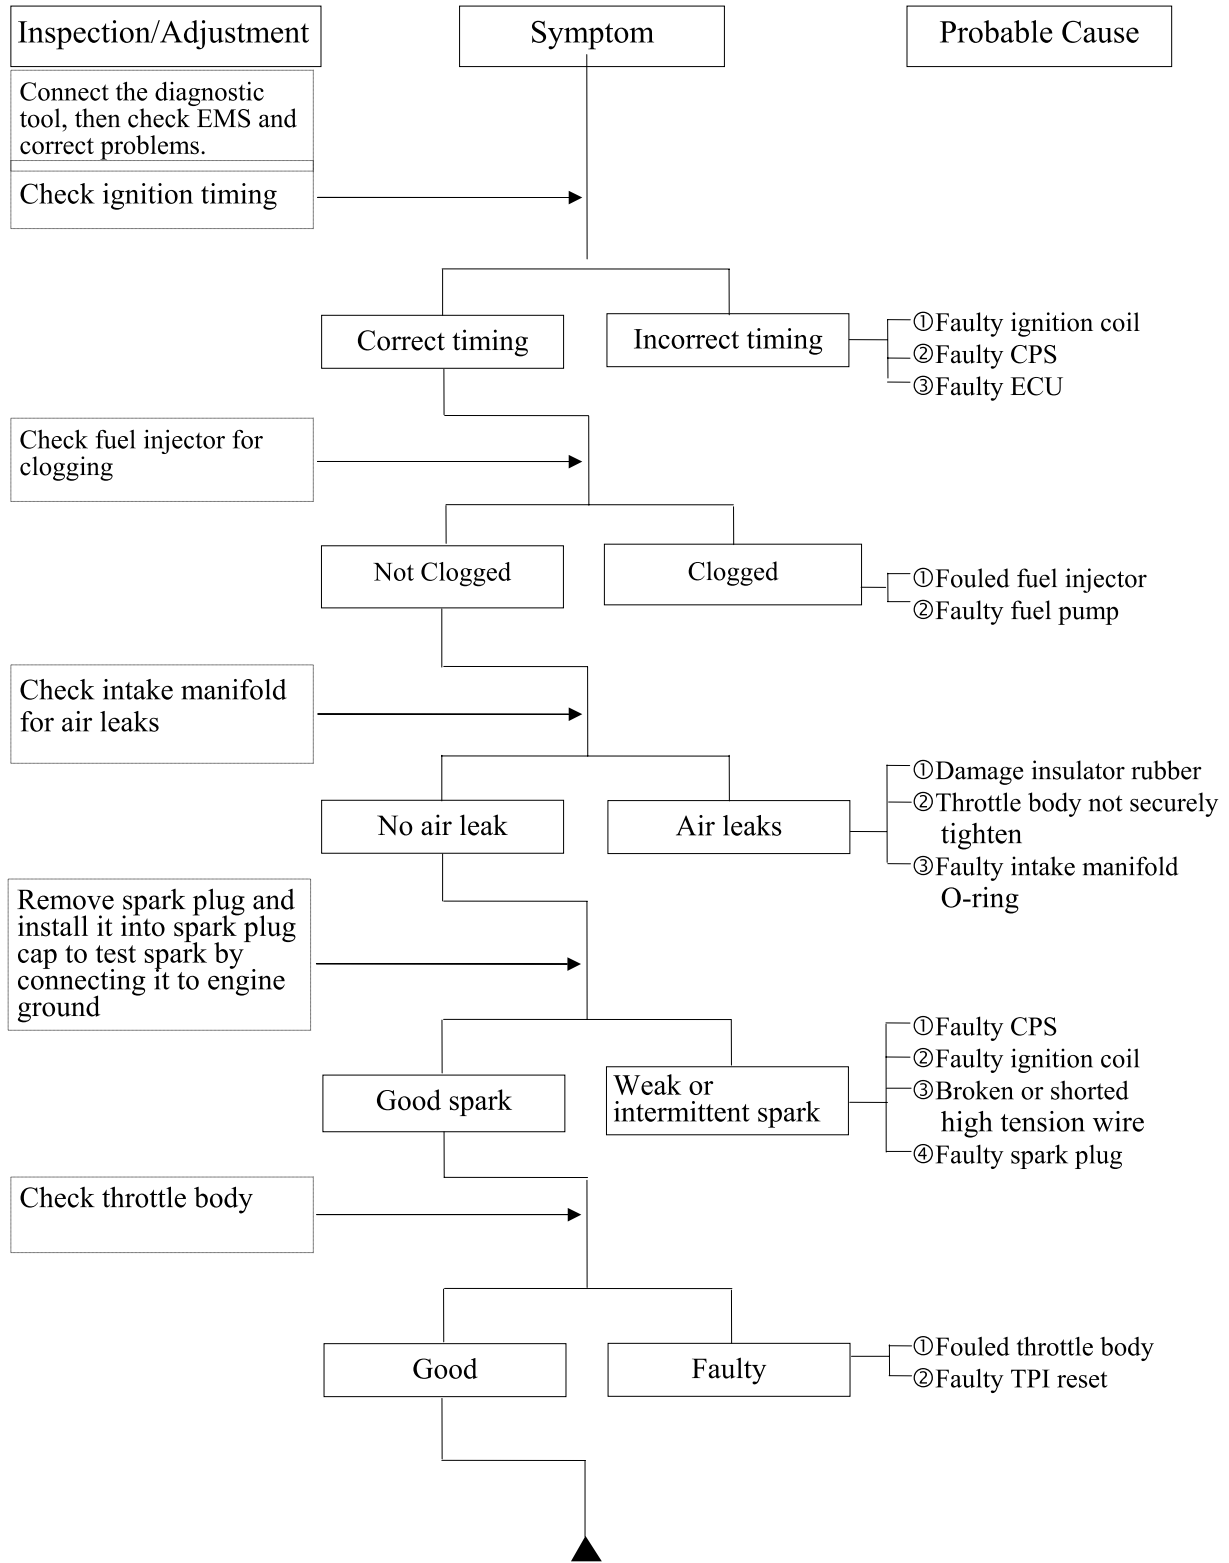 Inspection/Adjustment
Symptom
Probable Cause
Connect the diagnostic
tool, then check EMS and
correct problems.
Check ignition timing
Correct timing
Incorrect timing
①Faulty ignition coil
②Faulty CPS
③Faulty ECU
Check fuel injector for
clogging
Not Clogged
Clogged
①Fouled fuel injector
②Faulty fuel pump
Check intake manifold
for air leaks
No air leak
Air leaks
①Damage insulator rubber
②Throttle body not securely
tighten
③Faulty intake manifold
O-ring
Remove spark plug and
install it into spark plug
cap to test spark by
connecting it to engine
ground
Good spark
Weak or
intermittent spark
①Faulty CPS
②Faulty ignition coil
③Broken or shorted
high tension wire
④Faulty spark plug
Check throttle body
Good
Faulty
①Fouled throttle body
②Faulty TPI reset